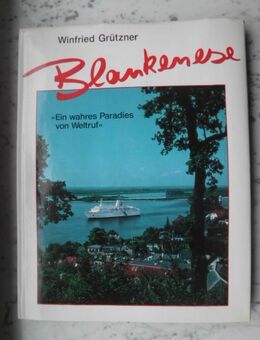 Winfried Grützner
Blankenese
»Ein wahres Paradies
von Weltruf«